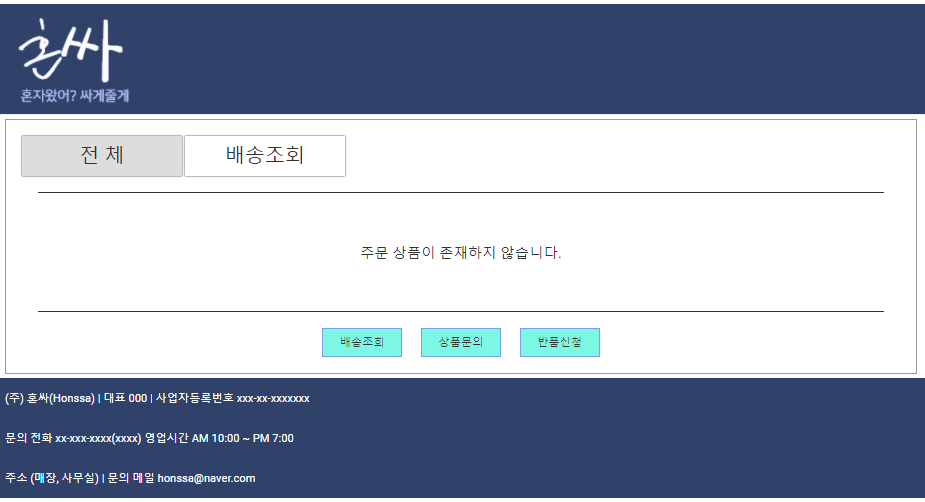 혼싸
혼자왔어? 싸게줄게
전 체 배송조회
주문 상품이 존재하지 않습니다.
배송조회 상품문의 반품신청
(주) 혼싸(Honssa) | 대표 000 | 사업자등록번호 xxx-xx-xxxxxxx
문의 전화 xx-xxx-xxxx(xxxx) 영업시간 AM 10:00 ~ PM 7:00
주소 (매장, 사무실) | 문의 메일 honssa@naver.com